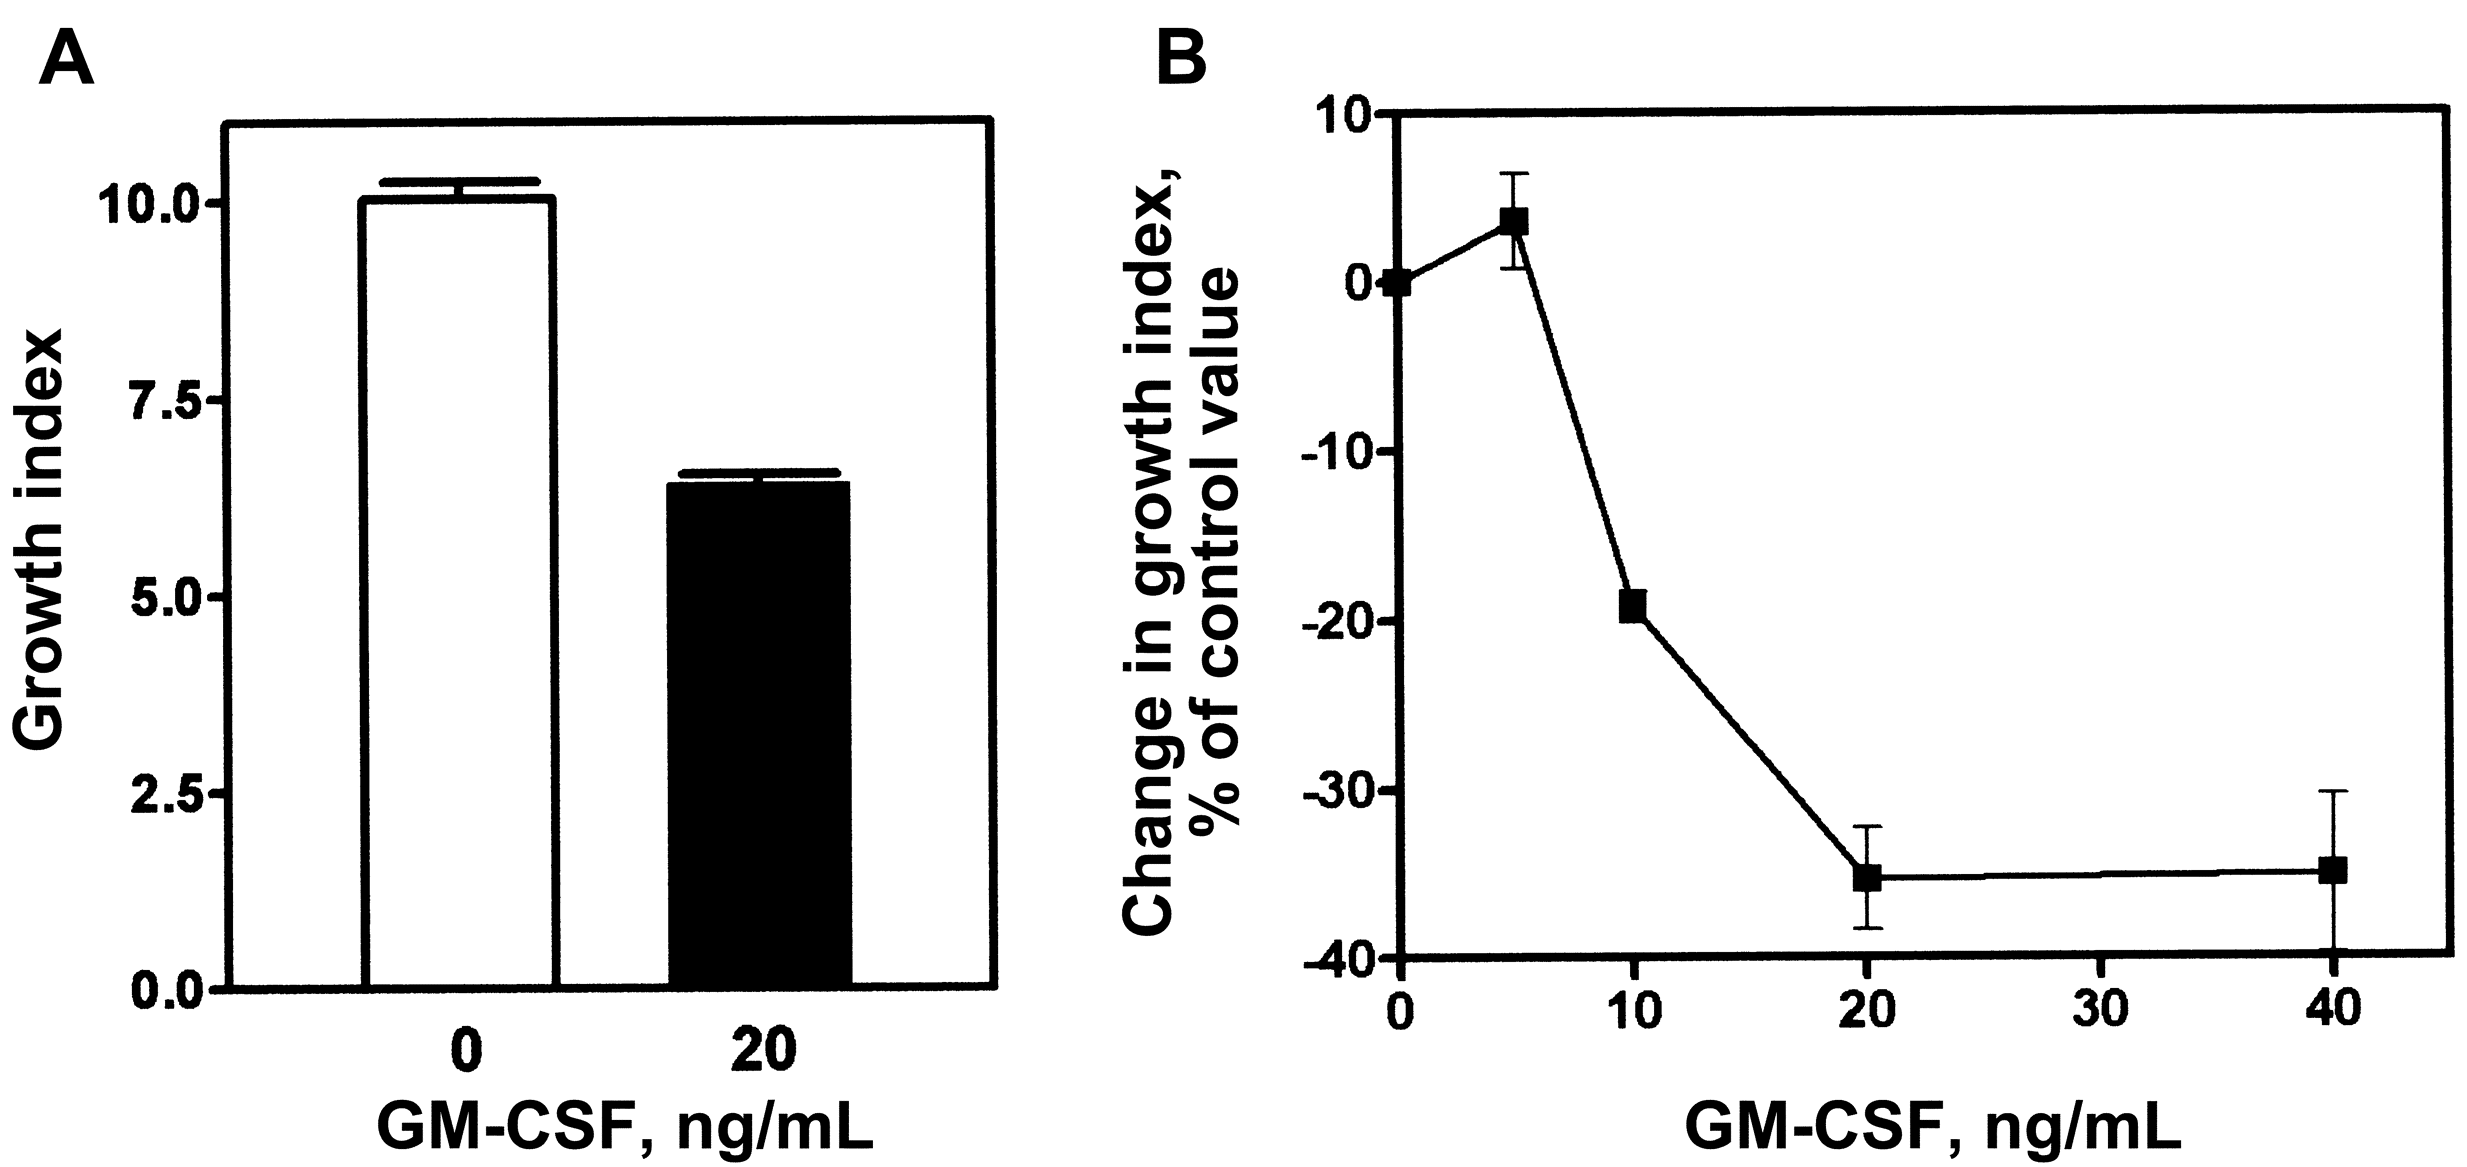 A
Growth index
10.0
7.5
5.0
2.5
0.0
0 20
GM-CSF, ng/mL
B
Change in growth index,
% of control value
10
0
-10
-20
-30
-40
0 10 20 30 40
GM-CSF, ng/mL